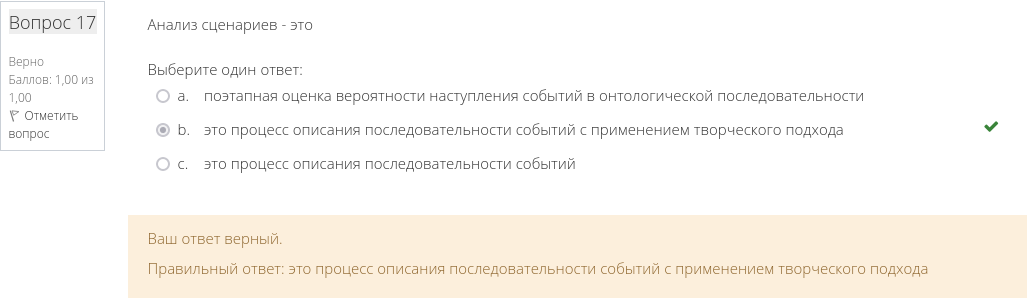 Вопрос 17
Верно
Баллов: 1,00 из
1,00
Отметить
вопрос
Анализ сценариев - это
Выберите один ответ:
a. поэтапная оценка вероятности наступления событий в онтологической последовательности
b. это процесс описания последовательности событий с применением творческого подхода
c. это процесс описания последовательности событий
Ваш ответ верный.
Правильный ответ: это процесс описания последовательности событий с применением творческого подхода